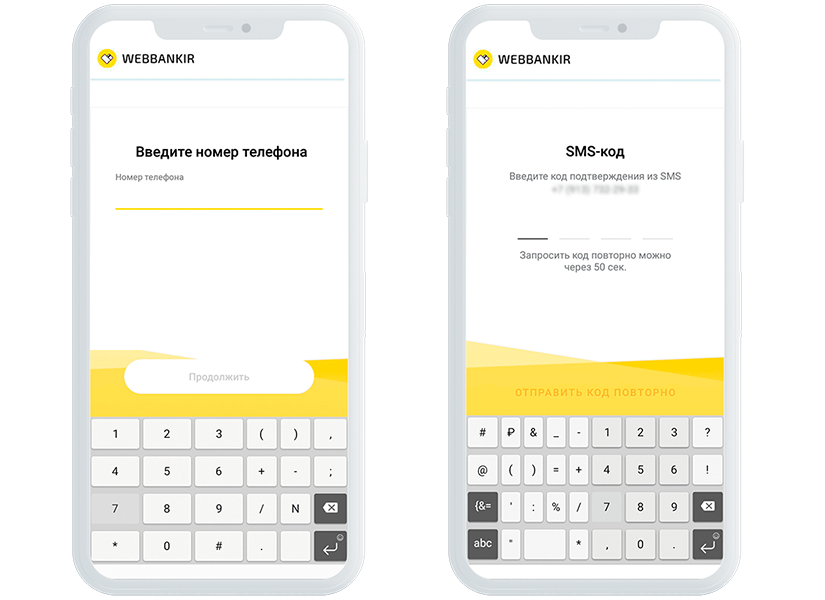 WEBBANKIR
Введите номер телефона
Номер телефона
Продолжить
1 2 3 ( ) ,
4 5 6 + - ;
7 8 9 / N
* 0 # .
WEBBANKIR
SMS-код
Введите код подтверждения из SMS
Запросить код повторно можно
через 50 сек.
ОТПРАВИТЬ КОД ПОВТОРНО
# ₽ & _ - 1 2 3 ?
@ ( ) = + 4 5 6 !
{&= ' : % / 7 8 9
abc " * , 0 .